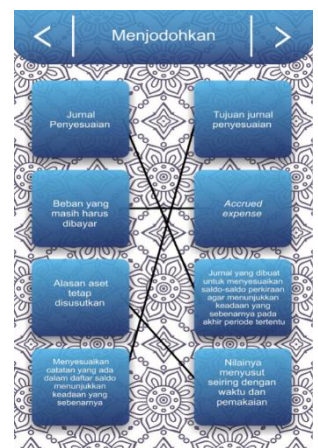 Menjodohkan
Jurnal
Penyesuaian
Tujuan jurnal
penyesuaian
Beban yang
masih harus
dibayar
Accrued
expense
Alasan aset
tetap
disusutkan
Jurnal yang dibuat
untuk menyesuaikan
saldo-saldo perkiraan
agar menunjukkan
keadaan yang
sebenarnya pada
akhir periode tertentu
Menyesuaikan
catatan yang ada
dalam daftar saldo
menunjukkan
keadaan yang
sebenarnya
Nilainya
menyusut
seiring dengan
waktu dan
pemakaian